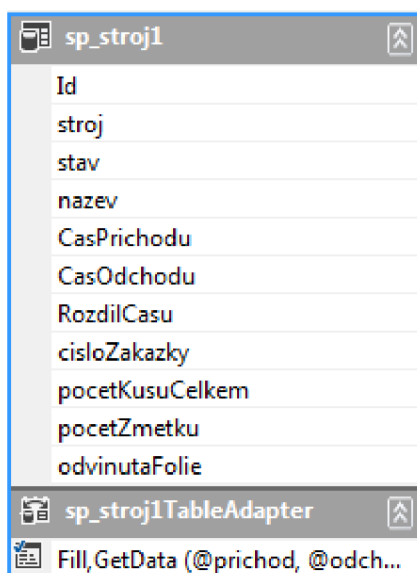 sp_stroj1
Id
stroj
stav
nazev
CasPrichodu
CasOdchodu
RozdilCasu
cisloZakazky
pocetKusuCelkem
pocetZmetku
odvinutaFolie
sp_stroj1TableAdapter
Fill,GetData (@prichod, @odch...